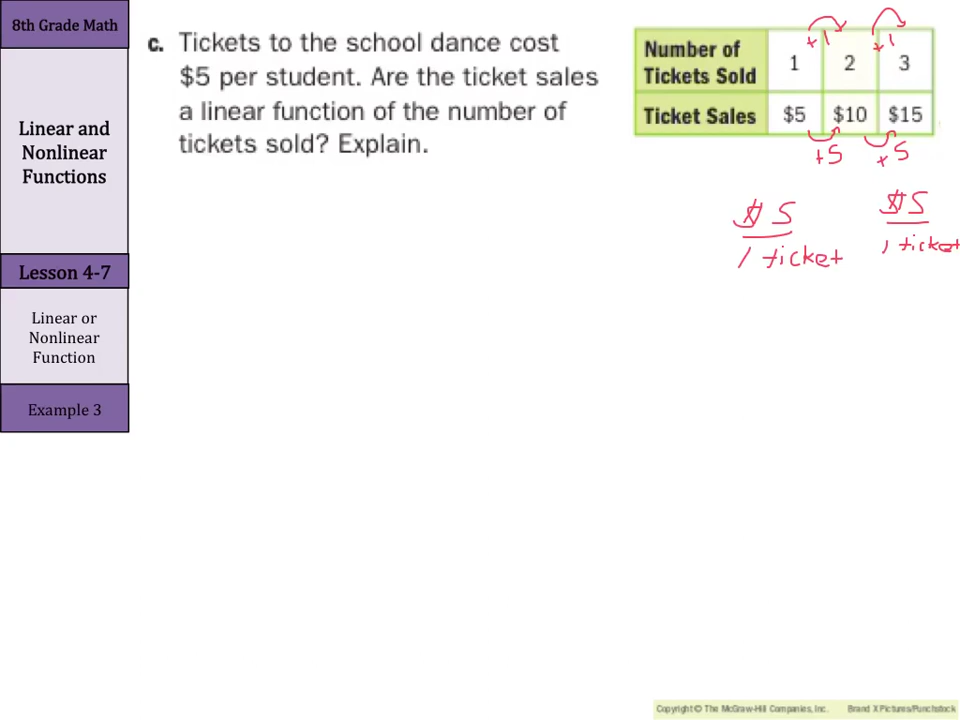 8th Grade Math
Linear and
Nonlinear
Functions
Lesson 4-7
Linear or
Nonlinear
Function
Example 3
c. Tickets to the school dance cost
$5 per student. Are the ticket sales
a linear function of the number of
tickets sold? Explain.
+1 +1
Number of
Tickets Sold 1 2 3
Ticket Sales $5 $10 $15
+5 +5
$5 $5
1 ticket 1 ticket
Copyright © The McGraw-Hill Companies, Inc. Brand X Pictures/Punchstock